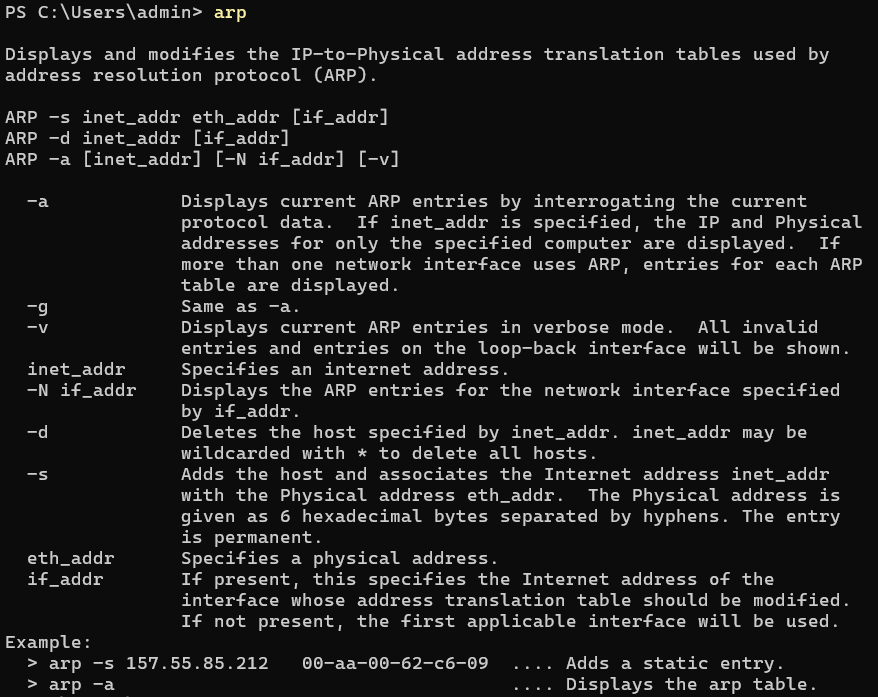 PS C:\Users\admin> arp

Displays and modifies the IP-to-Physical address translation tables used by
address resolution protocol (ARP).

ARP -s inet_addr eth_addr [if_addr]
ARP -d inet_addr [if_addr]
ARP -a [inet_addr] [-N if_addr] [-v]

  -a            Displays current ARP entries by interrogating the current
                protocol data.  If inet_addr is specified, the IP and Physical
                addresses for only the specified computer are displayed.  If
                more than one network interface uses ARP, entries for each ARP
                table are displayed.
  -g            Same as -a.
  -v            Displays current ARP entries in verbose mode.  All invalid
                entries and entries on the loop-back interface will be shown.
  inet_addr     Specifies an internet address.
  -N if_addr    Displays the ARP entries for the network interface specified
                by if_addr.
  -d            Deletes the host specified by inet_addr. inet_addr may be
                wildcarded with * to delete all hosts.
  -s            Adds the host and associates the Internet address inet_addr
                with the Physical address eth_addr.  The Physical address is
                given as 6 hexadecimal bytes separated by hyphens. The entry
                is permanent.
  eth_addr      Specifies a physical address.
  if_addr       If present, this specifies the Internet address of the
                interface whose address translation table should be modified.
                If not present, the first applicable interface will be used.
Example:
  > arp -s 157.55.85.212   00-aa-00-62-c6-09  .... Adds a static entry.
  > arp -a                                    .... Displays the arp table.